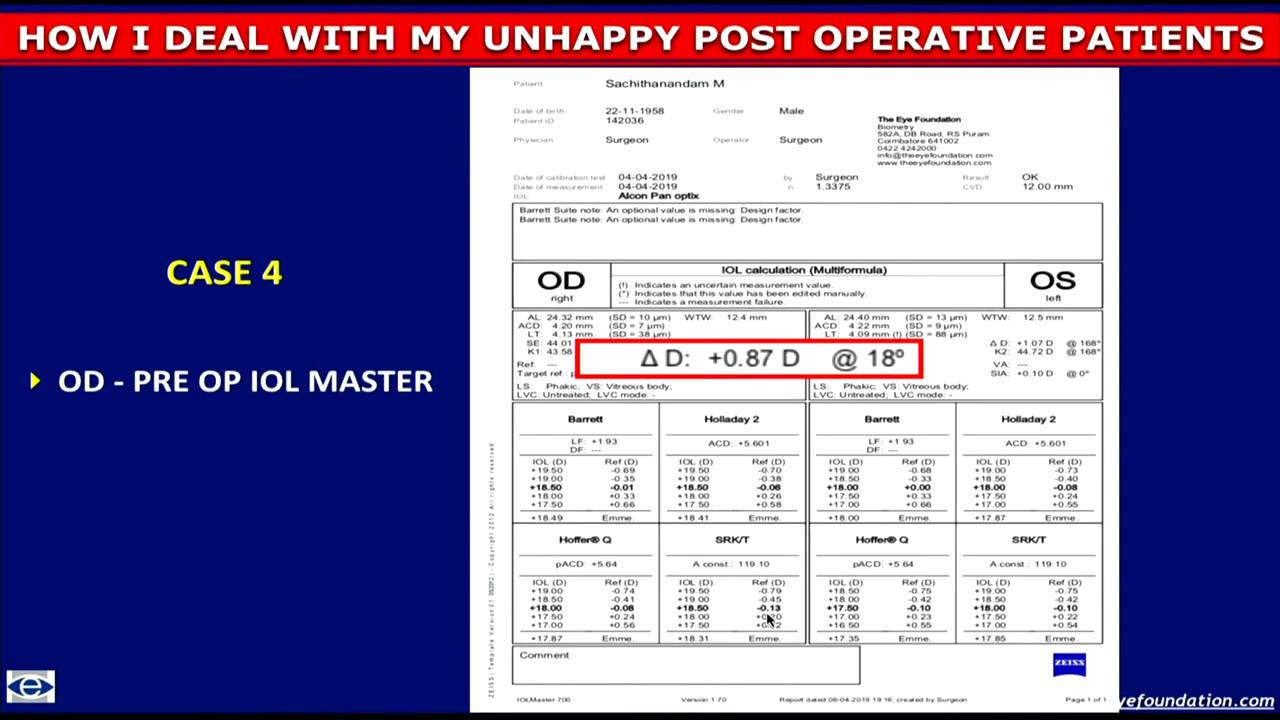 HOW I DEAL WITH MY UNHAPPY POST OPERATIVE PATIENTS
CASE 4
OD - PRE OP IOL MASTER
Patient Sachithanandam M
Date of birth 22-11-1958 Gender Male
Patient ID 142036
Physician Surgeon Operator Surgeon
The Eye Foundation
Biometry
582A, DB Road, RS Puram
Coimbatore 641002
0422 4242000
info@theeyefoundation.com
www.theeyefoundation.com
Date of calibration test 04-04-2019 by Surgeon Result OK
Date of measurement 04-04-2019 n 1.3375 CVD 12.00 mm
IOL Alcon Pan optix
Barrett Suite note: An optional value is missing: Design factor.
Barrett Suite note: An optional value is missing: Design factor.
OD
right
IOL calculation (Multiformula)
(!) Indicates an uncertain measurement value.
(*) Indicates that this value has been edited manually.
--- Indicates a measurement failure.
OS
left
AL: 24.32 mm (SD = 10 µm) WTW: 12.4 mm
ACD: 4.20 mm (SD = 7 µm)
LT: 4.13 mm (SD = 38 µm)
SE: 44.01
K1: 43.58
Ref: ---
Target ref.:
LS: Phakic; VS: Vitreous body;
LVC: Untreated; LVC mode: -
AL: 24.40 mm (SD = 13 µm) WTW: 12.5 mm
ACD: 4.22 mm (SD = 9 µm)
LT: 4.09 mm (!) (SD = 88 µm)
Δ D: +1.07 D @ 168°
K2: 44.72 D @ 168°
VA: ---
SIA: +0.10 D @ 0°
LS: Phakic; VS: Vitreous body;
LVC: Untreated; LVC mode: -
Δ D: +0.87 D @ 18º
Barrett Holladay 2 Barrett Holladay 2
LF: +1.93 ACD: +5.601 LF: +1.93 ACD: +5.601
DF: --- DF: ---
IOL (D) Ref (D) IOL (D) Ref (D) IOL (D) Ref (D) IOL (D) Ref (D)
+19.50 -0.69 +19.50 -0.70 +19.00 -0.68 +19.50 -0.73
+19.00 -0.35 +19.00 -0.38 +18.50 -0.33 +18.50 -0.40
+18.50 -0.01 +18.50 -0.06 +18.00 +0.00 +18.00 -0.08
+18.00 +0.33 +18.00 +0.26 +17.50 +0.33 +17.50 +0.24
+17.50 +0.66 +17.50 +0.58 +17.00 +0.66 +17.00 +0.55
+18.49 Emme. +18.41 Emme. +18.00 Emme. +17.87 Emme.
Hoffer® Q SRK/T Hoffer® Q SRK/T
pACD: +5.64 A const.: 119.10 pACD: +5.64 A const.: 119.10
IOL (D) Ref (D) IOL (D) Ref (D) IOL (D) Ref (D) IOL (D) Ref (D)
+19.00 -0.74 +19.50 -0.79 +18.50 -0.75 +19.00 -0.75
+18.50 -0.41 +19.00 -0.45 +18.00 -0.42 +18.50 -0.42
+18.00 -0.08 +18.50 -0.13 +17.50 -0.10 +18.00 -0.10
+17.50 +0.24 +18.00 +17.00 +0.23 +17.50 +0.22
+17.00 +0.56 +17.50 +16.50 +0.55 +17.00 +0.54
+17.87 Emme. +18.31 Emme. +17.35 Emme. +17.85 Emme.
Comment
ZEISS
IOLMaster 700 Version 1.70 Report dated 06-04-2019 19:16; created by Surgeon Page 1 of 1
e
yefoundation.com